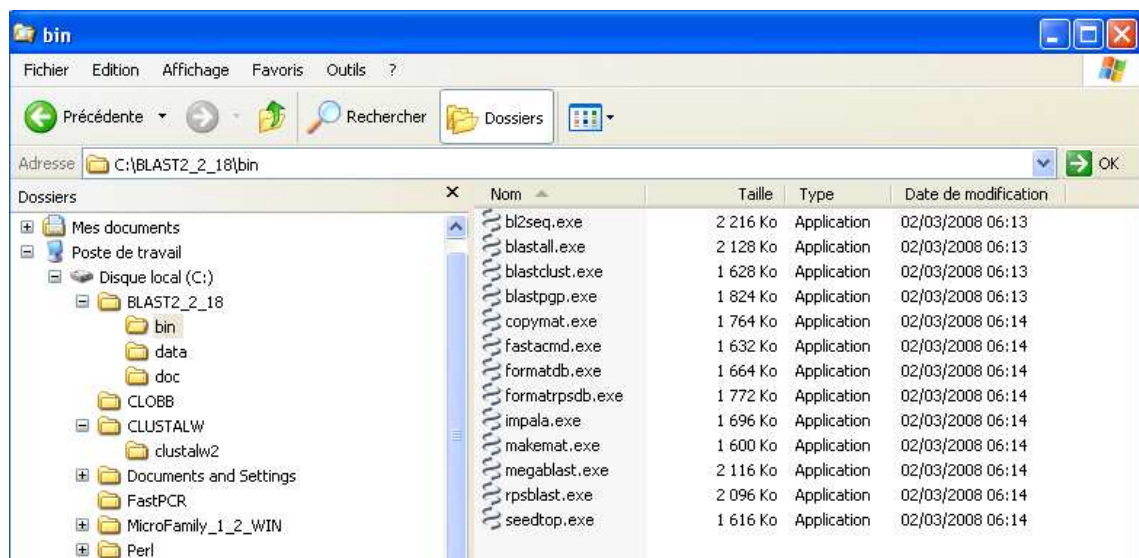 bin
Fichier Edition Affichage Favoris Outils ?
Précédente Rechercher Dossiers
Adresse C:\BLAST2_2_18\bin OK
Dossiers
Mes documents
Poste de travail
Disque local (C:)
BLAST2_2_18
bin
data
doc
CLOBB
CLUSTALW
clustalw2
Documents and Settings
FastPCR
MicroFamily_1_2_WIN
Perl
Nom Taille Type Date de modification
bl2seq.exe 2 216 Ko Application 02/03/2008 06:13
blastall.exe 2 128 Ko Application 02/03/2008 06:13
blastclust.exe 1 628 Ko Application 02/03/2008 06:13
blastpgp.exe 1 824 Ko Application 02/03/2008 06:13
copymat.exe 1 764 Ko Application 02/03/2008 06:14
fastacmd.exe 1 632 Ko Application 02/03/2008 06:14
formatdb.exe 1 664 Ko Application 02/03/2008 06:14
formatrpsdb.exe 1 772 Ko Application 02/03/2008 06:14
impala.exe 1 696 Ko Application 02/03/2008 06:14
makemat.exe 1 600 Ko Application 02/03/2008 06:14
megablast.exe 2 116 Ko Application 02/03/2008 06:14
rpsblast.exe 2 096 Ko Application 02/03/2008 06:14
seedtop.exe 1 616 Ko Application 02/03/2008 06:14